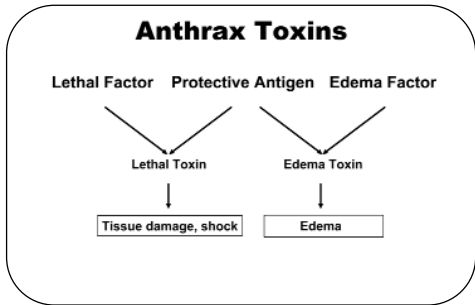 Anthrax Toxins
Lethal Factor Protective Antigen Edema Factor
Lethal Toxin Edema Toxin
Tissue damage, shock Edema